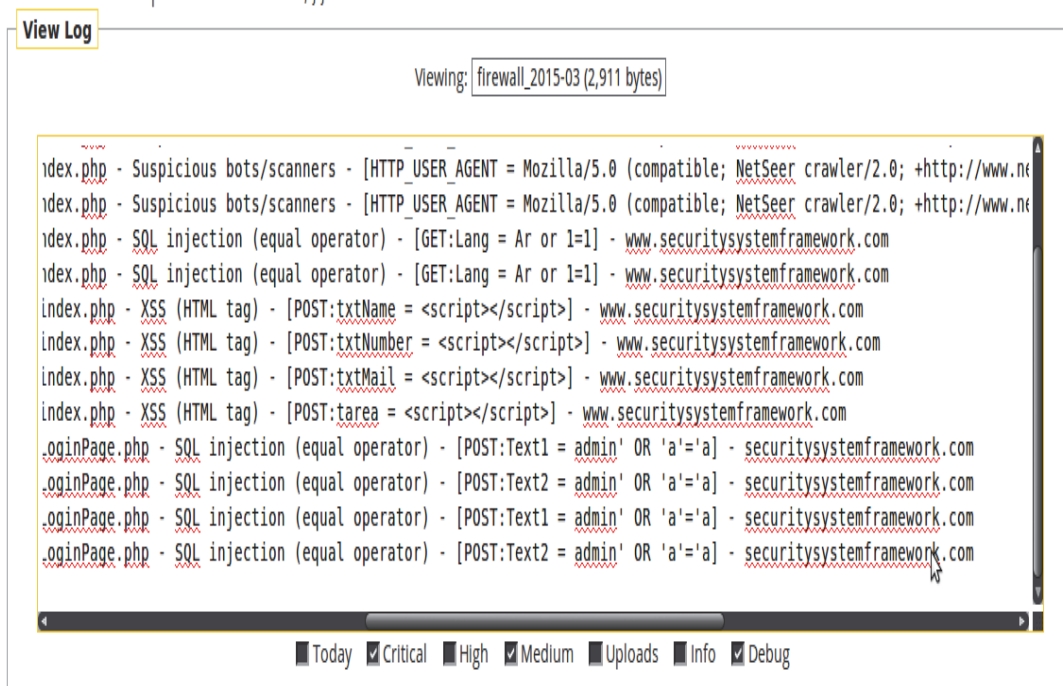 View Log
Viewing: firewall_2015-03 (2,911 bytes)
ndex.php - Suspicious bots/scanners - [HTTP_USER_AGENT = Mozilla/5.0 (compatible; NetSeer crawler/2.0; +http://www.ne
ndex.php - Suspicious bots/scanners - [HTTP_USER_AGENT = Mozilla/5.0 (compatible; NetSeer crawler/2.0; +http://www.ne
ndex.php - SQL injection (equal operator) - [GET:Lang = Ar or 1=1] - www.securitysystemframework.com
ndex.php - SQL injection (equal operator) - [GET:Lang = Ar or 1=1] - www.securitysystemframework.com
index.php - XSS (HTML tag) - [POST:txtName = <script></script>] - www.securitysystemframework.com
index.php - XSS (HTML tag) - [POST:txtNumber = <script></script>] - www.securitysystemframework.com
index.php - XSS (HTML tag) - [POST:txtMail = <script></script>] - www.securitysystemframework.com
index.php - XSS (HTML tag) - [POST:tarea = <script></script>] - www.securitysystemframework.com
oginPage.php - SQL injection (equal operator) - [POST:Text1 = admin' OR 'a'='a] - securitysystemframework.com
oginPage.php - SQL injection (equal operator) - [POST:Text2 = admin' OR 'a'='a] - securitysystemframework.com
oginPage.php - SQL injection (equal operator) - [POST:Text1 = admin' OR 'a'='a] - securitysystemframework.com
oginPage.php - SQL injection (equal operator) - [POST:Text2 = admin' OR 'a'='a] - securitysystemframework.com
Today Critical High Medium Uploads Info Debug